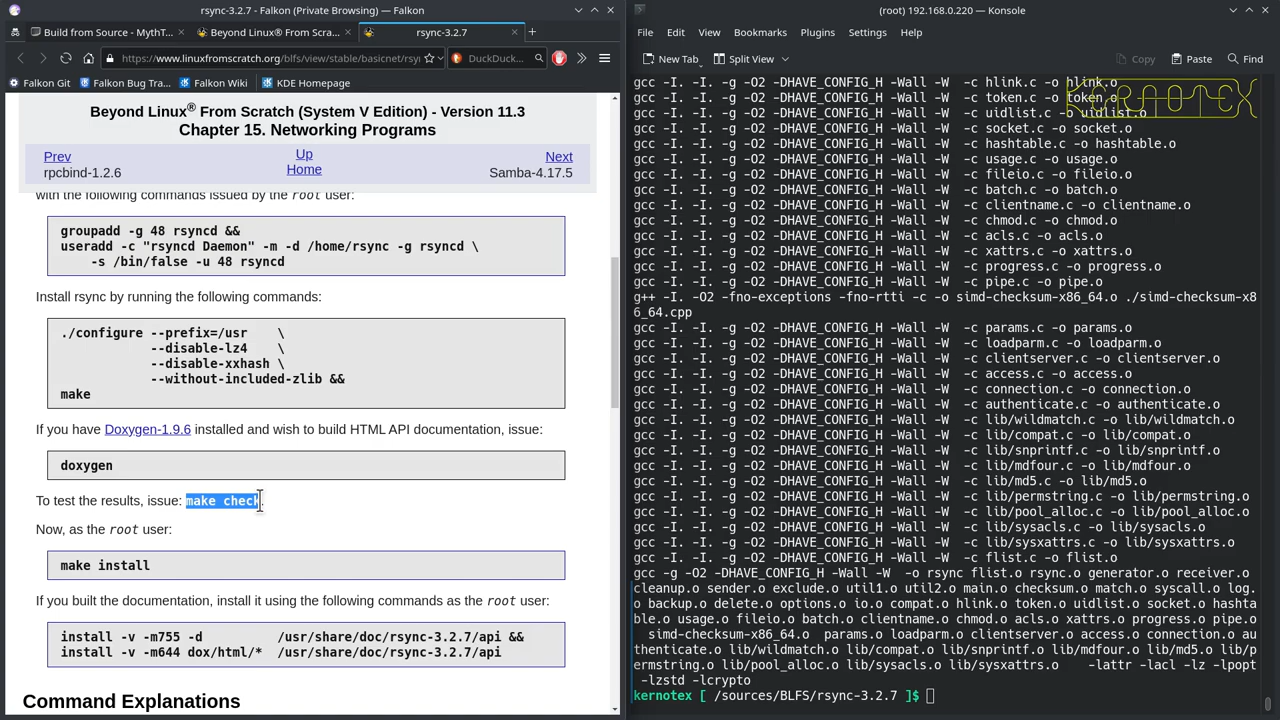 rsync-3.2.7 - Falkon (Private Browsing) — Falkon
Build from Source - MythT...
Beyond Linux® From Scra...
rsync-3.2.7
https://www.linuxfromscratch.org/blfs/view/stable/basicnet/rsy
DuckDuc...
Falkon Git
Falkon Bug Tra...
Falkon Wiki
KDE Homepage
Beyond Linux® From Scratch (System V Edition) - Version 11.3
Chapter 15. Networking Programs
Prev
Up
Next
rpcbind-1.2.6
Home
Samba-4.17.5
with the following commands issued by the root user:
groupadd -g 48 rsyncd &&
useradd -c "rsyncd Daemon" -m -d /home/rsync -g rsyncd \
-s /bin/false -u 48 rsyncd
Install rsync by running the following commands:
./configure --prefix=/usr \
--disable-lz4 \
--disable-xxhash \
--without-included-zlib &&
make
If you have Doxygen-1.9.6 installed and wish to build HTML API documentation, issue:
doxygen
To test the results, issue: make check.
Now, as the root user:
make install
If you built the documentation, install it using the following commands as the root user:
install -v -m755 -d /usr/share/doc/rsync-3.2.7/api &&
install -v -m644 dox/html/* /usr/share/doc/rsync-3.2.7/api
Command Explanations
(root) 192.168.0.220 — Konsole
File Edit View Bookmarks Plugins Settings Help
New Tab Split View Copy Paste Find
KERNOTEX
gcc -I. -I. -g -O2 -DHAVE_CONFIG_H -Wall -W -c hlink.c -o hlink.o
gcc -I. -I. -g -O2 -DHAVE_CONFIG_H -Wall -W -c token.c -o token.o
gcc -I. -I. -g -O2 -DHAVE_CONFIG_H -Wall -W -c uidlist.c -o uidlist.o
gcc -I. -I. -g -O2 -DHAVE_CONFIG_H -Wall -W -c socket.c -o socket.o
gcc -I. -I. -g -O2 -DHAVE_CONFIG_H -Wall -W -c hashtable.c -o hashtable.o
gcc -I. -I. -g -O2 -DHAVE_CONFIG_H -Wall -W -c usage.c -o usage.o
gcc -I. -I. -g -O2 -DHAVE_CONFIG_H -Wall -W -c fileio.c -o fileio.o
gcc -I. -I. -g -O2 -DHAVE_CONFIG_H -Wall -W -c batch.c -o batch.o
gcc -I. -I. -g -O2 -DHAVE_CONFIG_H -Wall -W -c clientname.c -o clientname.o
gcc -I. -I. -g -O2 -DHAVE_CONFIG_H -Wall -W -c chmod.c -o chmod.o
gcc -I. -I. -g -O2 -DHAVE_CONFIG_H -Wall -W -c acls.c -o acls.o
gcc -I. -I. -g -O2 -DHAVE_CONFIG_H -Wall -W -c xattrs.c -o xattrs.o
gcc -I. -I. -g -O2 -DHAVE_CONFIG_H -Wall -W -c progress.c -o progress.o
gcc -I. -I. -g -O2 -DHAVE_CONFIG_H -Wall -W -c pipe.c -o pipe.o
g++ -I. -O2 -fno-exceptions -fno-rtti -c -o simd-checksum-x86_64.o ./simd-checksum-x8
6_64.cpp
gcc -I. -I. -g -O2 -DHAVE_CONFIG_H -Wall -W -c params.c -o params.o
gcc -I. -I. -g -O2 -DHAVE_CONFIG_H -Wall -W -c loadparm.c -o loadparm.o
gcc -I. -I. -g -O2 -DHAVE_CONFIG_H -Wall -W -c clientserver.c -o clientserver.o
gcc -I. -I. -g -O2 -DHAVE_CONFIG_H -Wall -W -c access.c -o access.o
gcc -I. -I. -g -O2 -DHAVE_CONFIG_H -Wall -W -c connection.c -o connection.o
gcc -I. -I. -g -O2 -DHAVE_CONFIG_H -Wall -W -c authenticate.c -o authenticate.o
gcc -I. -I. -g -O2 -DHAVE_CONFIG_H -Wall -W -c lib/wildmatch.c -o lib/wildmatch.o
gcc -I. -I. -g -O2 -DHAVE_CONFIG_H -Wall -W -c lib/compat.c -o lib/compat.o
gcc -I. -I. -g -O2 -DHAVE_CONFIG_H -Wall -W -c lib/snprintf.c -o lib/snprintf.o
gcc -I. -I. -g -O2 -DHAVE_CONFIG_H -Wall -W -c lib/mdfour.c -o lib/mdfour.o
gcc -I. -I. -g -O2 -DHAVE_CONFIG_H -Wall -W -c lib/md5.c -o lib/md5.o
gcc -I. -I. -g -O2 -DHAVE_CONFIG_H -Wall -W -c lib/permstring.c -o lib/permstring.o
gcc -I. -I. -g -O2 -DHAVE_CONFIG_H -Wall -W -c lib/pool_alloc.c -o lib/pool_alloc.o
gcc -I. -I. -g -O2 -DHAVE_CONFIG_H -Wall -W -c lib/sysacls.c -o lib/sysacls.o
gcc -I. -I. -g -O2 -DHAVE_CONFIG_H -Wall -W -c lib/sysxattrs.c -o lib/sysxattrs.o
gcc -I. -I. -g -O2 -DHAVE_CONFIG_H -Wall -W -c flist.c -o flist.o
gcc -g -O2 -DHAVE_CONFIG_H -Wall -W -o rsync flist.o rsync.o generator.o receiver.o
cleanup.o sender.o exclude.o util1.o util2.o main.o checksum.o match.o syscall.o log.
o backup.o delete.o options.o io.o compat.o hlink.o token.o uidlist.o socket.o hashta
ble.o usage.o fileio.o batch.o clientname.o chmod.o acls.o xattrs.o progress.o pipe.o
simd-checksum-x86_64.o params.o loadparm.o clientserver.o access.o connection.o au
thenticate.o lib/wildmatch.o lib/compat.o lib/snprintf.o lib/mdfour.o lib/md5.o lib/p
ermstring.o lib/pool_alloc.o lib/sysacls.o lib/sysxattrs.o -lattr -lacl -lz -lpopt
-lzstd -lcrypto
kernotex [ /sources/BLFS/rsync-3.2.7 ]$